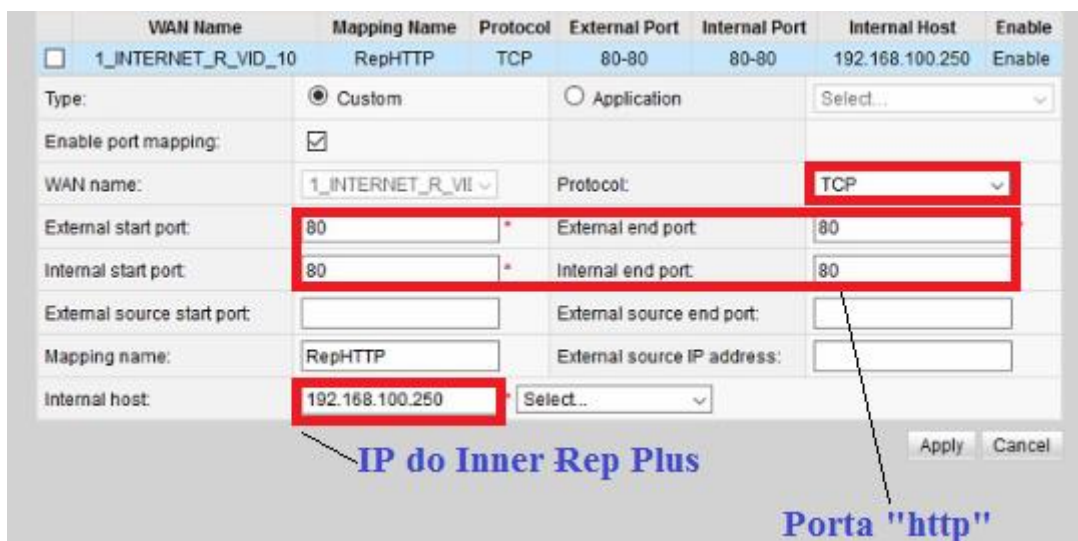 WAN Name Mapping Name Protocol External Port Internal Port Internal Host Enable
1_INTERNET_R_VID_10 RepHTTP TCP 80-80 80-80 192.168.100.250 Enable
Type: Custom Application Select...
Enable port mapping:
WAN name: 1_INTERNET_R_VII Protocol: TCP
External start port: 80 * External end port: 80 *
Internal start port: 80 * Internal end port: 80
External source start port: External source end port:
Mapping name: RepHTTP External source IP address:
Internal host: 192.168.100.250 * Select...
Apply Cancel
IP do Inner Rep Plus
Porta "http"